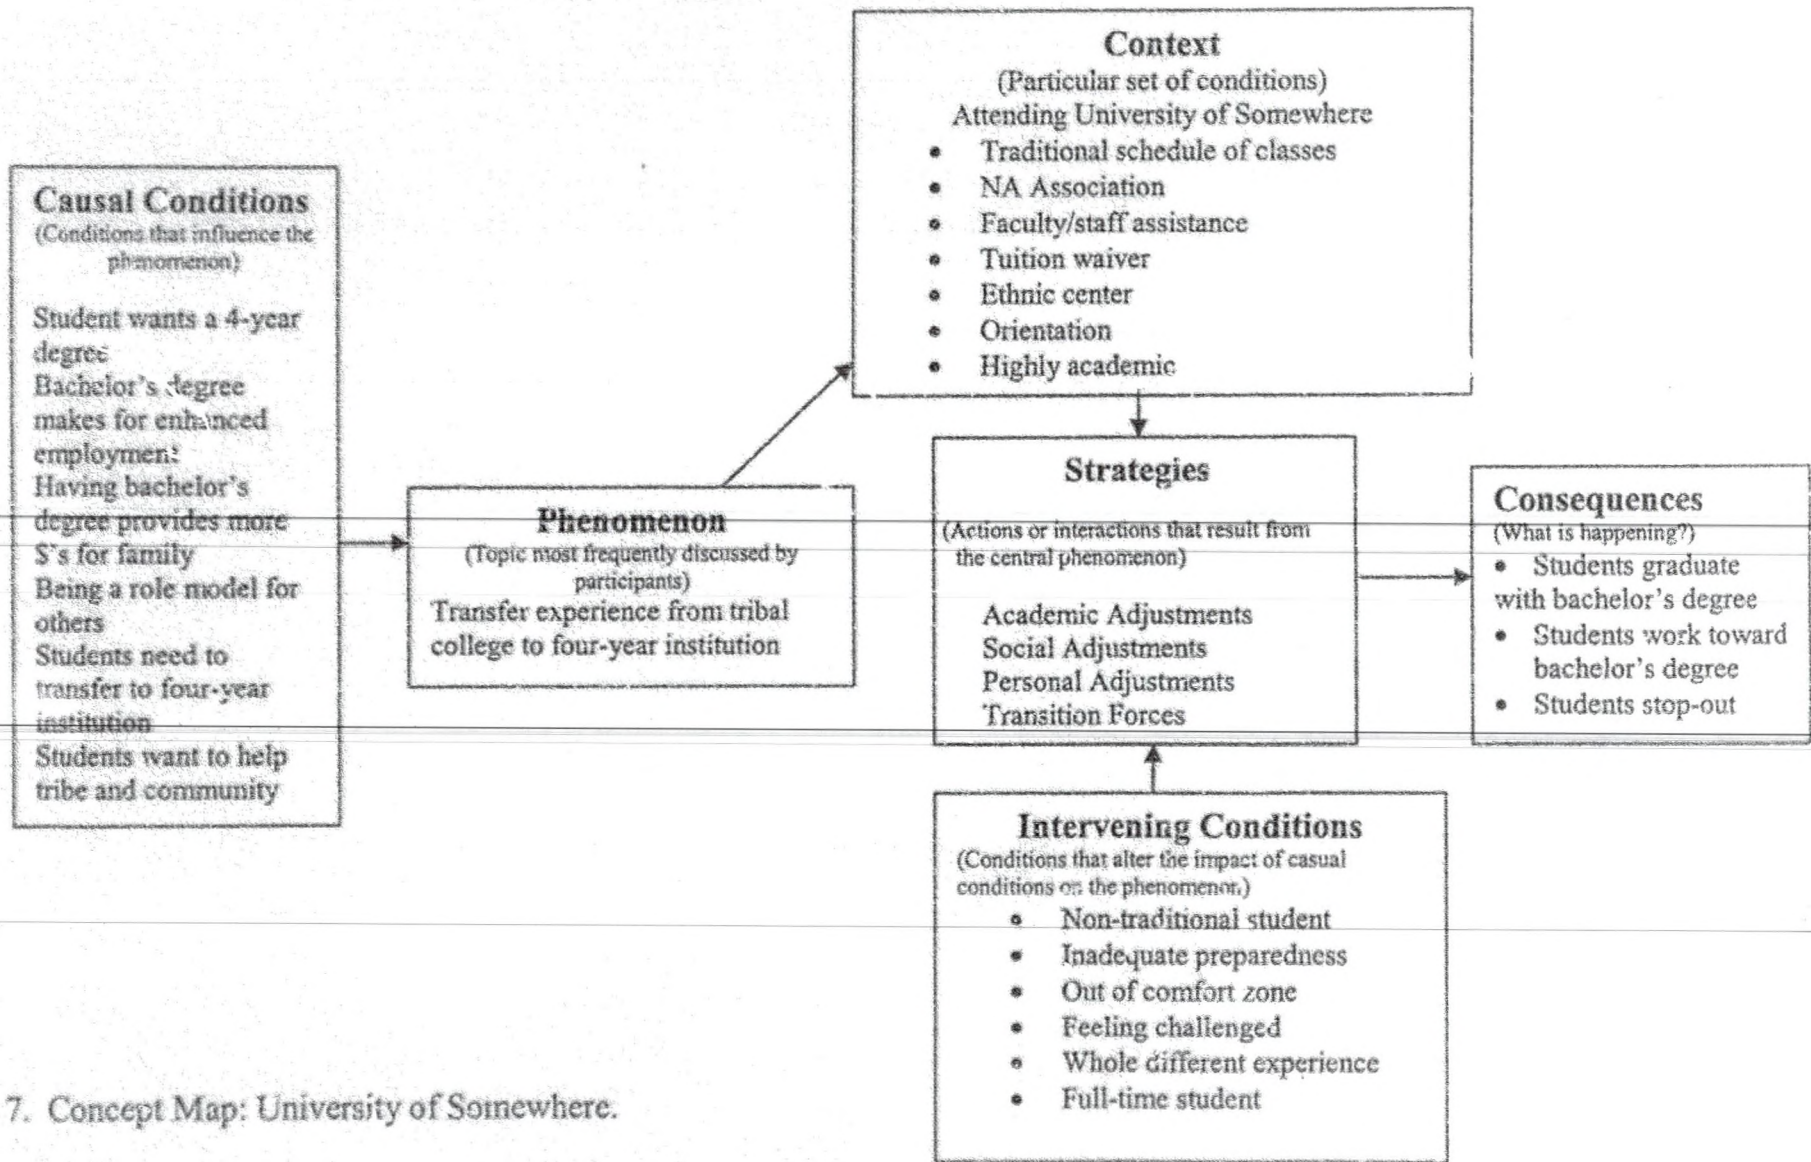 Context
(Particular set of conditions)
Attending University of Somewhere
• Traditional schedule of classes
• NA Association
• Faculty/staff assistance
• Tuition waiver
• Ethnic center
• Orientation
• Highly academic
Causal Conditions
(Conditions that influence the
phenomenon)
Student wants a 4-year
degree
Bachelor's degree
makes for enhanced
employment
Having bachelor's
degree provides more
$'s for family
Being a role model for
others
Students need to
transfer to four-year
institution
Students want to help
tribe and community
Phenomenon
(Topic most frequently discussed by
participants)
Transfer experience from tribal
college to four-year institution
Strategies
(Actions or interactions that result from
the central phenomenon)
Academic Adjustments
Social Adjustments
Personal Adjustments
Transition Forces
Consequences
(What is happening?)
• Students graduate
with bachelor's degree
• Students work toward
bachelor's degree
• Students stop-out
Intervening Conditions
(Conditions that alter the impact of casual
conditions on the phenomenon)
• Non-traditional student
• Inadequate preparedness
• Out of comfort zone
• Feeling challenged
• Whole different experience
• Full-time student
7. Concept Map: University of Somewhere.